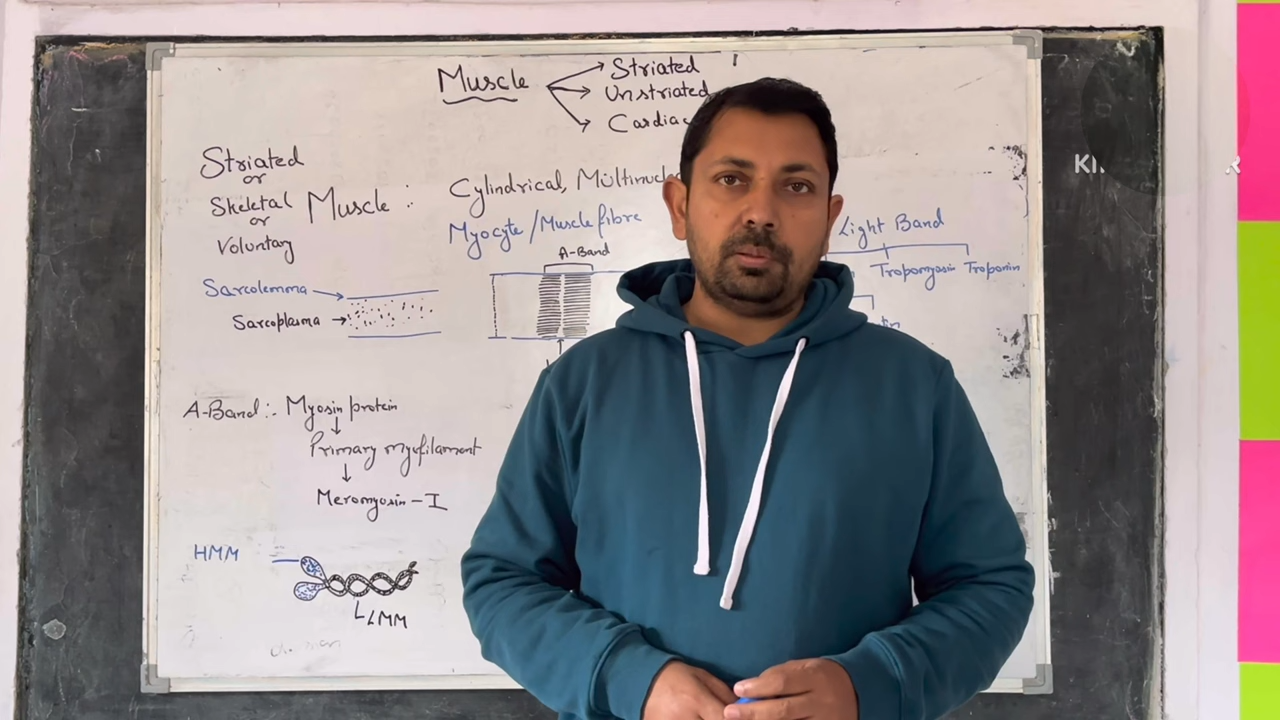 Muscle
Striated
Unstriated
Cardiac
Striated
or
Skeletal Muscle :
or
Voluntary
Cylindrical,
Myocyte/Muscle fibre
A-Band
Light Band
Tropomyosin Troponin
Sarcolemma
Sarcoplasma
A-Band :- Myosin protein
Primary myofilament
Meromyosin - I
HMM
LMM